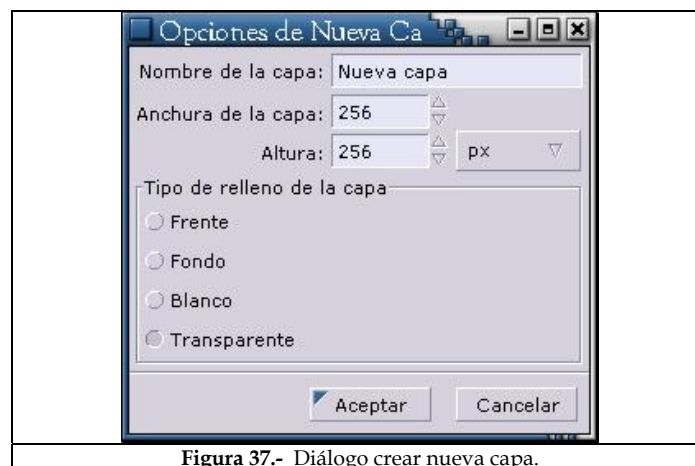 Opciones de Nueva Ca
Nombre de la capa: Nueva capa
Anchura de la capa: 256
Altura: 256 px
Tipo de relleno de la capa
Frente
Fondo
Blanco
Transparente
Aceptar Cancelar
Figura 37.- Diálogo crear nueva capa.